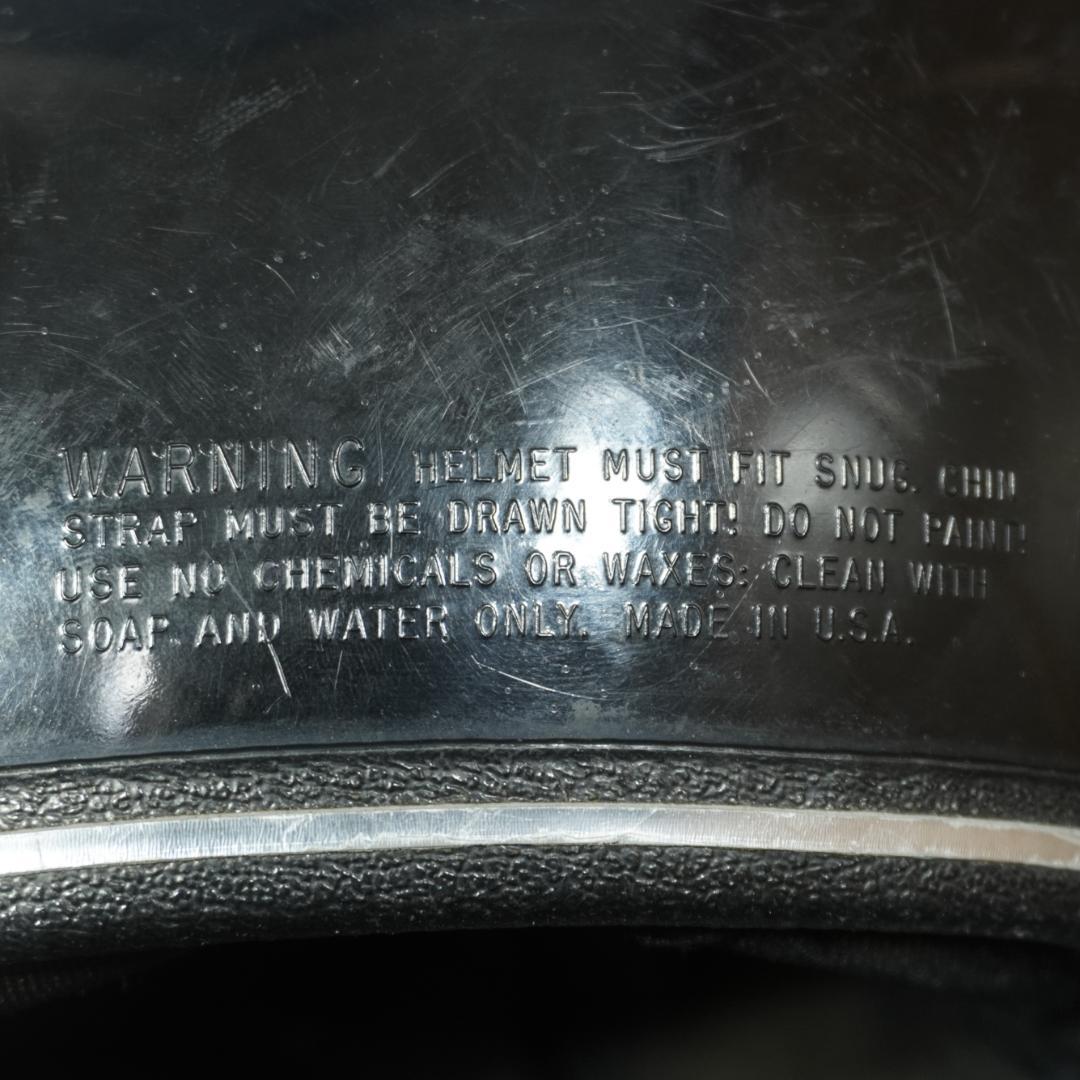 WARNING HELMET MUST FIT SNUG. CHIN
STRAP MUST BE DRAWN TIGHT! DO NOT PAINT!
USE NO CHEMICALS OR WAXES: CLEAN WITH
SOAP AND WATER ONLY. MADE IN U.S.A.